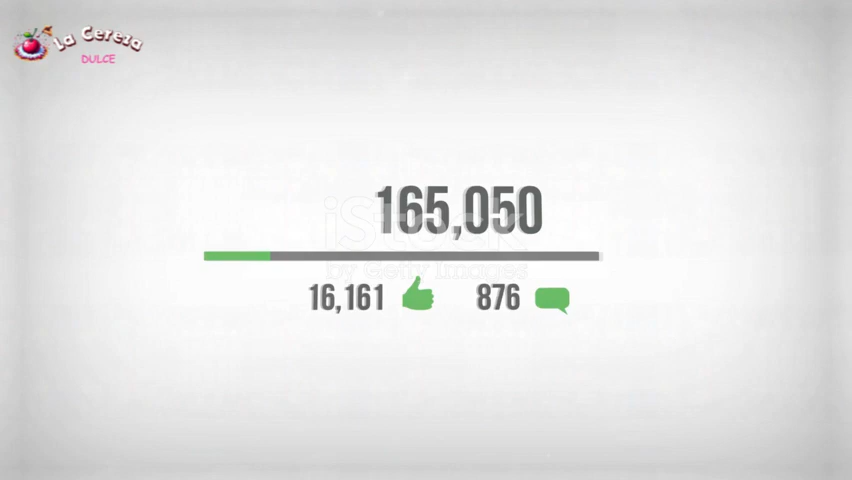 La Cereza
DULCE
165,050
iStock
by Getty Images
16,161 876